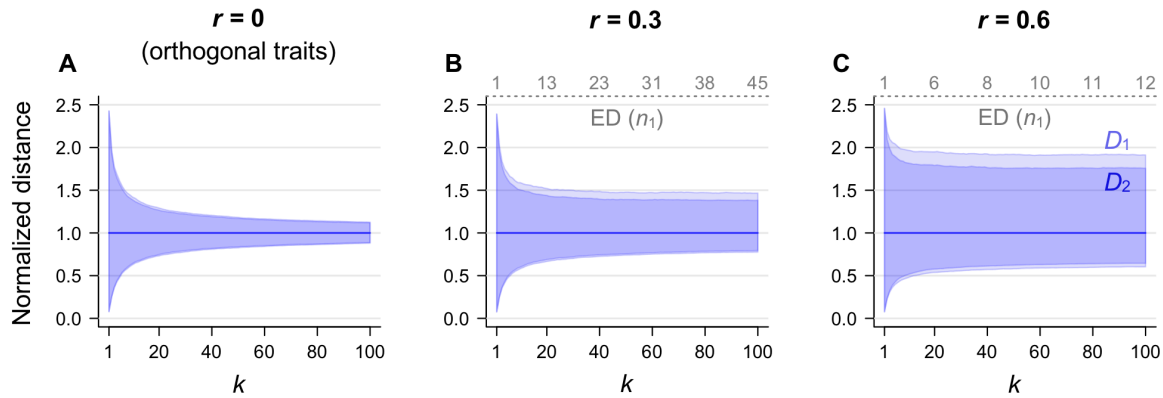 r = 0
(orthogonal traits)
r = 0.3
r = 0.6
A
B
C
1 13 23 31 38 45
1 6 8 10 11 12
ED (n₁)
ED (n₁)
Normalized distance
2.5
2.0
1.5
1.0
0.5
0.0
2.5
2.0
1.5
1.0
0.5
0.0
2.5
2.0
1.5
1.0
0.5
0.0
D₁
D₂
1 20 40 60 80 100
1 20 40 60 80 100
1 20 40 60 80 100
k
k
k